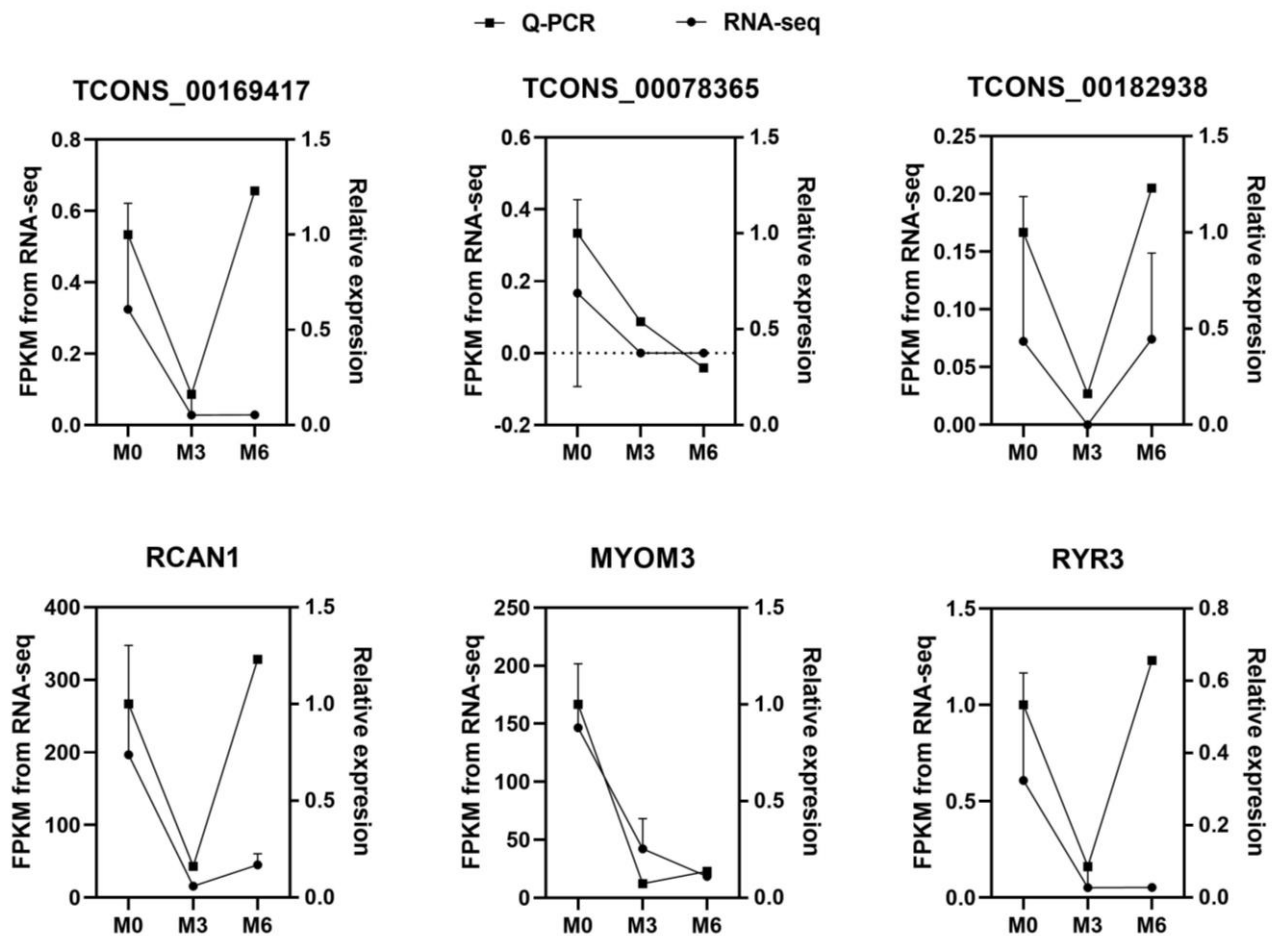 Q-PCR RNA-seq
TCONS_00169417
FPKM from RNA-seq
0.8
0.6
0.4
0.2
0.0
1.5
1.0
0.5
0.0
Relative expresion
M0 M3 M6
TCONS_00078365
FPKM from RNA-seq
0.6
0.4
0.2
0.0
-0.2
1.5
1.0
0.5
0.0
Relative expresion
M0 M3 M6
TCONS_00182938
FPKM from RNA-seq
0.25
0.20
0.15
0.10
0.05
0.00
1.5
1.0
0.5
0.0
Relative expresion
M0 M3 M6
RCAN1
FPKM from RNA-seq
400
300
200
100
0
1.5
1.0
0.5
0.0
Relative expresion
M0 M3 M6
MYOM3
FPKM from RNA-seq
250
200
150
100
50
0
1.5
1.0
0.5
0.0
Relative expresion
M0 M3 M6
RYR3
FPKM from RNA-seq
1.5
1.0
0.5
0.0
0.8
0.6
0.4
0.2
0.0
Relative expresion
M0 M3 M6